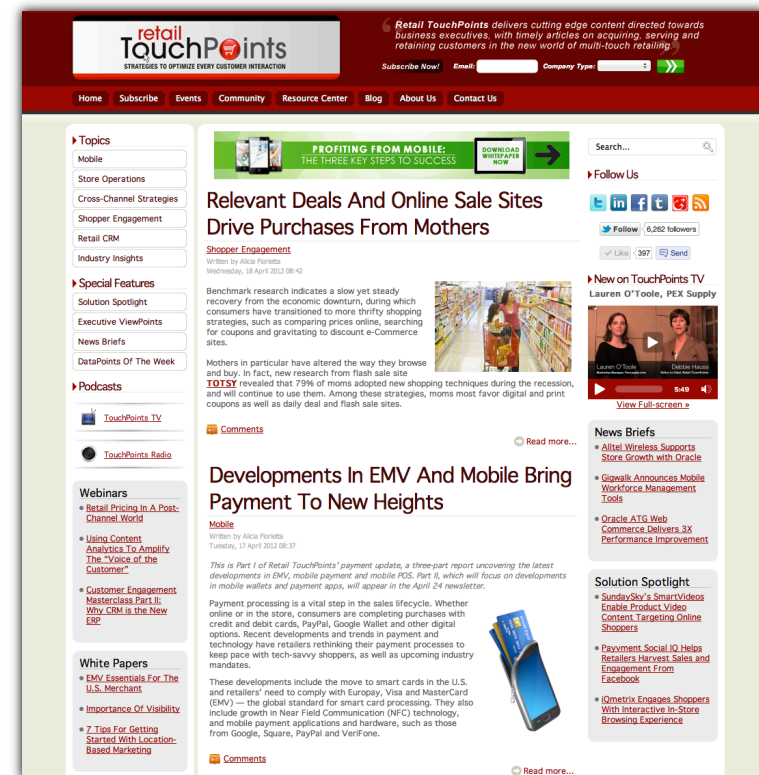 retail
TouchPoints
STRATEGIES TO OPTIMIZE EVERY CUSTOMER INTERACTION
Retail TouchPoints delivers cutting edge content directed towards
business executives, with timely articles on acquiring, serving and
retaining customers in the new world of multi-touch retailing.
Subscribe Now! Email: Company Type:
Home Subscribe Events Community Resource Center Blog About Us Contact Us
Topics
Mobile
Store Operations
Cross-Channel Strategies
Shopper Engagement
Retail CRM
Industry Insights
Special Features
Solution Spotlight
Executive ViewPoints
News Briefs
DataPoints Of The Week
Podcasts
TouchPoints TV
TouchPoints Radio
Webinars
Retail Pricing In A Post-
Channel World
Using Content
Analytics To Amplify
The “Voice of the
Customer”
Customer Engagement
Masterclass Part II:
Why CRM is the New
ERP
White Papers
EMV Essentials For The
U.S. Merchant
Importance Of Visibility
7 Tips For Getting
Started With Location-
Based Marketing
PROFITING FROM MOBILE:
THE THREE KEY STEPS TO SUCCESS
DOWNLOAD
WHITEPAPER
NOW
Relevant Deals And Online Sale Sites
Drive Purchases From Mothers
Shopper Engagement
Written by Alicia Fiorletta
Wednesday, 18 April 2012 08:42
Benchmark research indicates a slow yet steady
recovery from the economic downturn, during which
consumers have transitioned to more thrifty shopping
strategies, such as comparing prices online, searching
for coupons and gravitating to discount e-Commerce
sites.
Mothers in particular have altered the way they browse
and buy. In fact, new research from flash sale site
TOTSY revealed that 79% of moms adopted new shopping techniques during the recession,
and will continue to use them. Among these strategies, moms most favor digital and print
coupons as well as daily deal and flash sale sites.
Comments
Read more...
Developments In EMV And Mobile Bring
Payment To New Heights
Mobile
Written by Alicia Fiorletta
Tuesday, 17 April 2012 08:37
This is Part I of Retail TouchPoints' payment update, a three-part report uncovering the latest
developments in EMV, mobile payment and mobile POS. Part II, which will focus on developments
in mobile wallets and payment apps, will appear in the April 24 newsletter.
Payment processing is a vital step in the sales lifecycle. Whether
online or in the store, consumers are completing purchases with
credit and debit cards, PayPal, Google Wallet and other digital
options. Recent developments and trends in payment and
technology have retailers rethinking their payment processes to
keep pace with tech-savvy shoppers, as well as upcoming industry
mandates.
These developments include the move to smart cards in the U.S.
and retailers' need to comply with Europay, Visa and MasterCard
(EMV) — the global standard for smart card processing. They also
include growth in Near Field Communication (NFC) technology,
and mobile payment applications and hardware, such as those
from Google, Square, PayPal and VeriFone.
Comments
Read more...
Search...
Follow Us
Follow 6,262 followers
Like 397 Send
New on TouchPoints TV
Lauren O'Toole, PEX Supply
Lauren O'Toole Debbie Hauss
5:49
View Full-screen »
News Briefs
Alltel Wireless Supports
Store Growth with Oracle
Gigwalk Announces Mobile
Workforce Management
Tools
Oracle ATG Web
Commerce Delivers 3X
Performance Improvement
Solution Spotlight
SundaySky's SmartVideos
Enable Product Video
Content Targeting Online
Shoppers
Payvment Social IQ Helps
Retailers Harvest Sales and
Engagement From
Facebook
iQmetrix Engages Shoppers
With Interactive In-Store
Browsing Experience